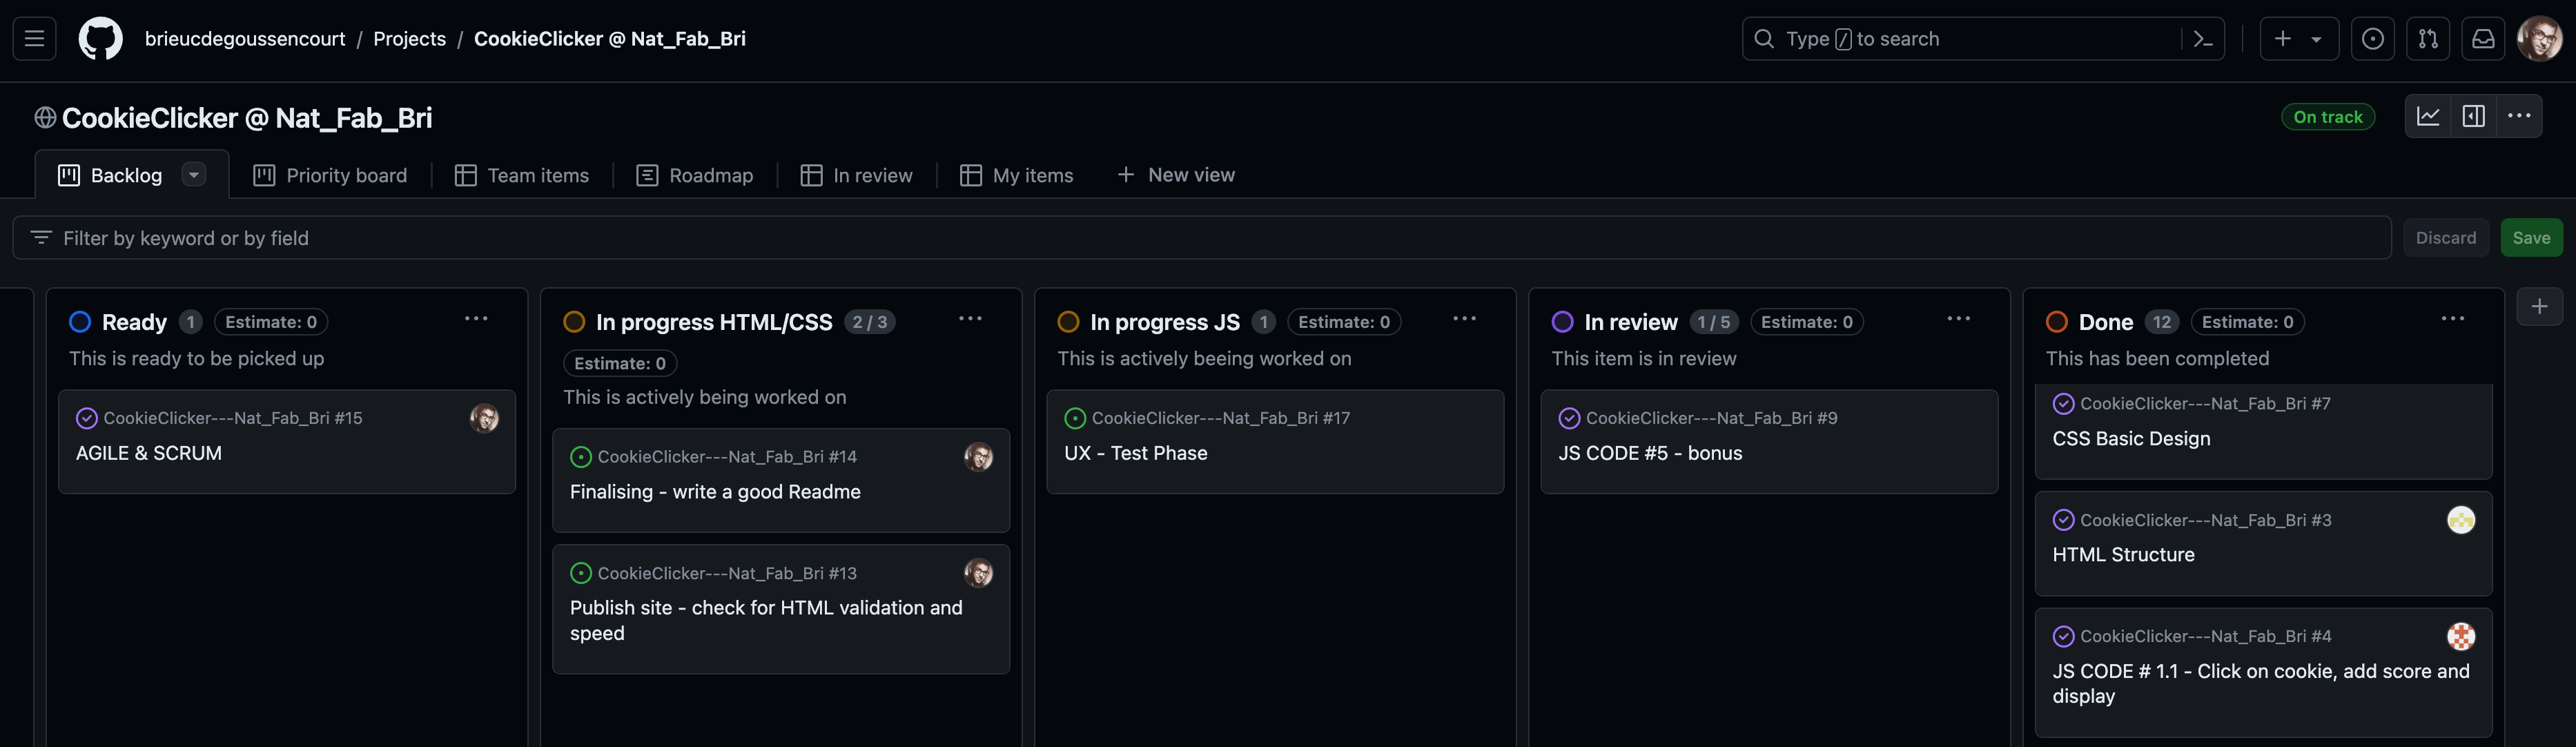 brieucdegoussencourt / Projects / CookieClicker @ Nat_Fab_Bri
Type / to search
CookieClicker @ Nat_Fab_Bri
On track
Backlog
Priority board
Team items
Roadmap
In review
My items
New view
Filter by keyword or by field
Discard
Save
Ready 1 Estimate: 0
This is ready to be picked up
CookieClicker---Nat_Fab_Bri #15
AGILE & SCRUM
In progress HTML/CSS 2 / 3
Estimate: 0
This is actively being worked on
CookieClicker---Nat_Fab_Bri #14
Finalising - write a good Readme
CookieClicker---Nat_Fab_Bri #13
Publish site - check for HTML validation and
speed
In progress JS 1 Estimate: 0
This is actively beeing worked on
CookieClicker---Nat_Fab_Bri #17
UX - Test Phase
In review 1 / 5 Estimate: 0
This item is in review
CookieClicker---Nat_Fab_Bri #9
JS CODE #5 - bonus
Done 12 Estimate: 0
This has been completed
CookieClicker---Nat_Fab_Bri #7
CSS Basic Design
CookieClicker---Nat_Fab_Bri #3
HTML Structure
CookieClicker---Nat_Fab_Bri #4
JS CODE # 1.1 - Click on cookie, add score and
display